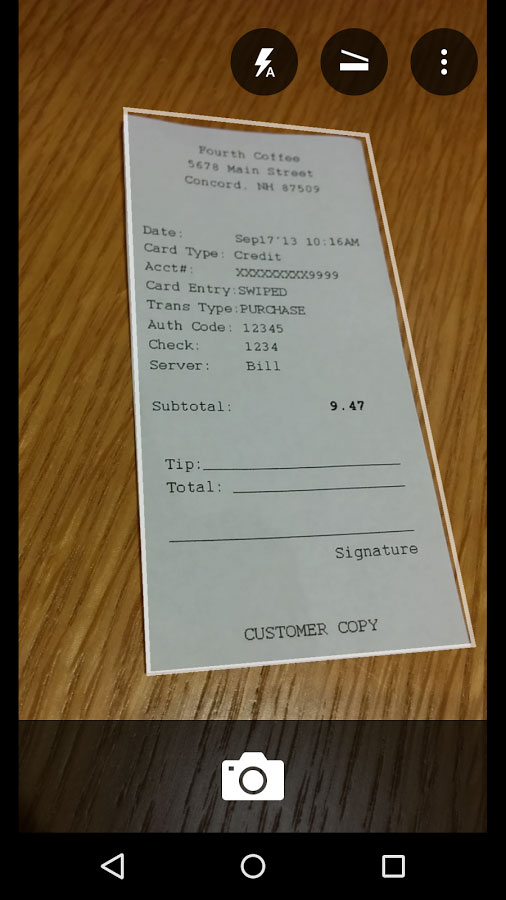 A
Fourth Coffee
5678 Main Street
Concord. NH 87509
Date: Sep17'13 10:16AM
Card Type: Credit
Acct#: XXXXXXXXX9999
Card Entry:SWIPED
Trans Type:PURCHASE
Auth Code: 12345
Check: 1234
Server: Bill
Subtotal: 9.47
Tip:
Total:
Signature
CUSTOMER COPY